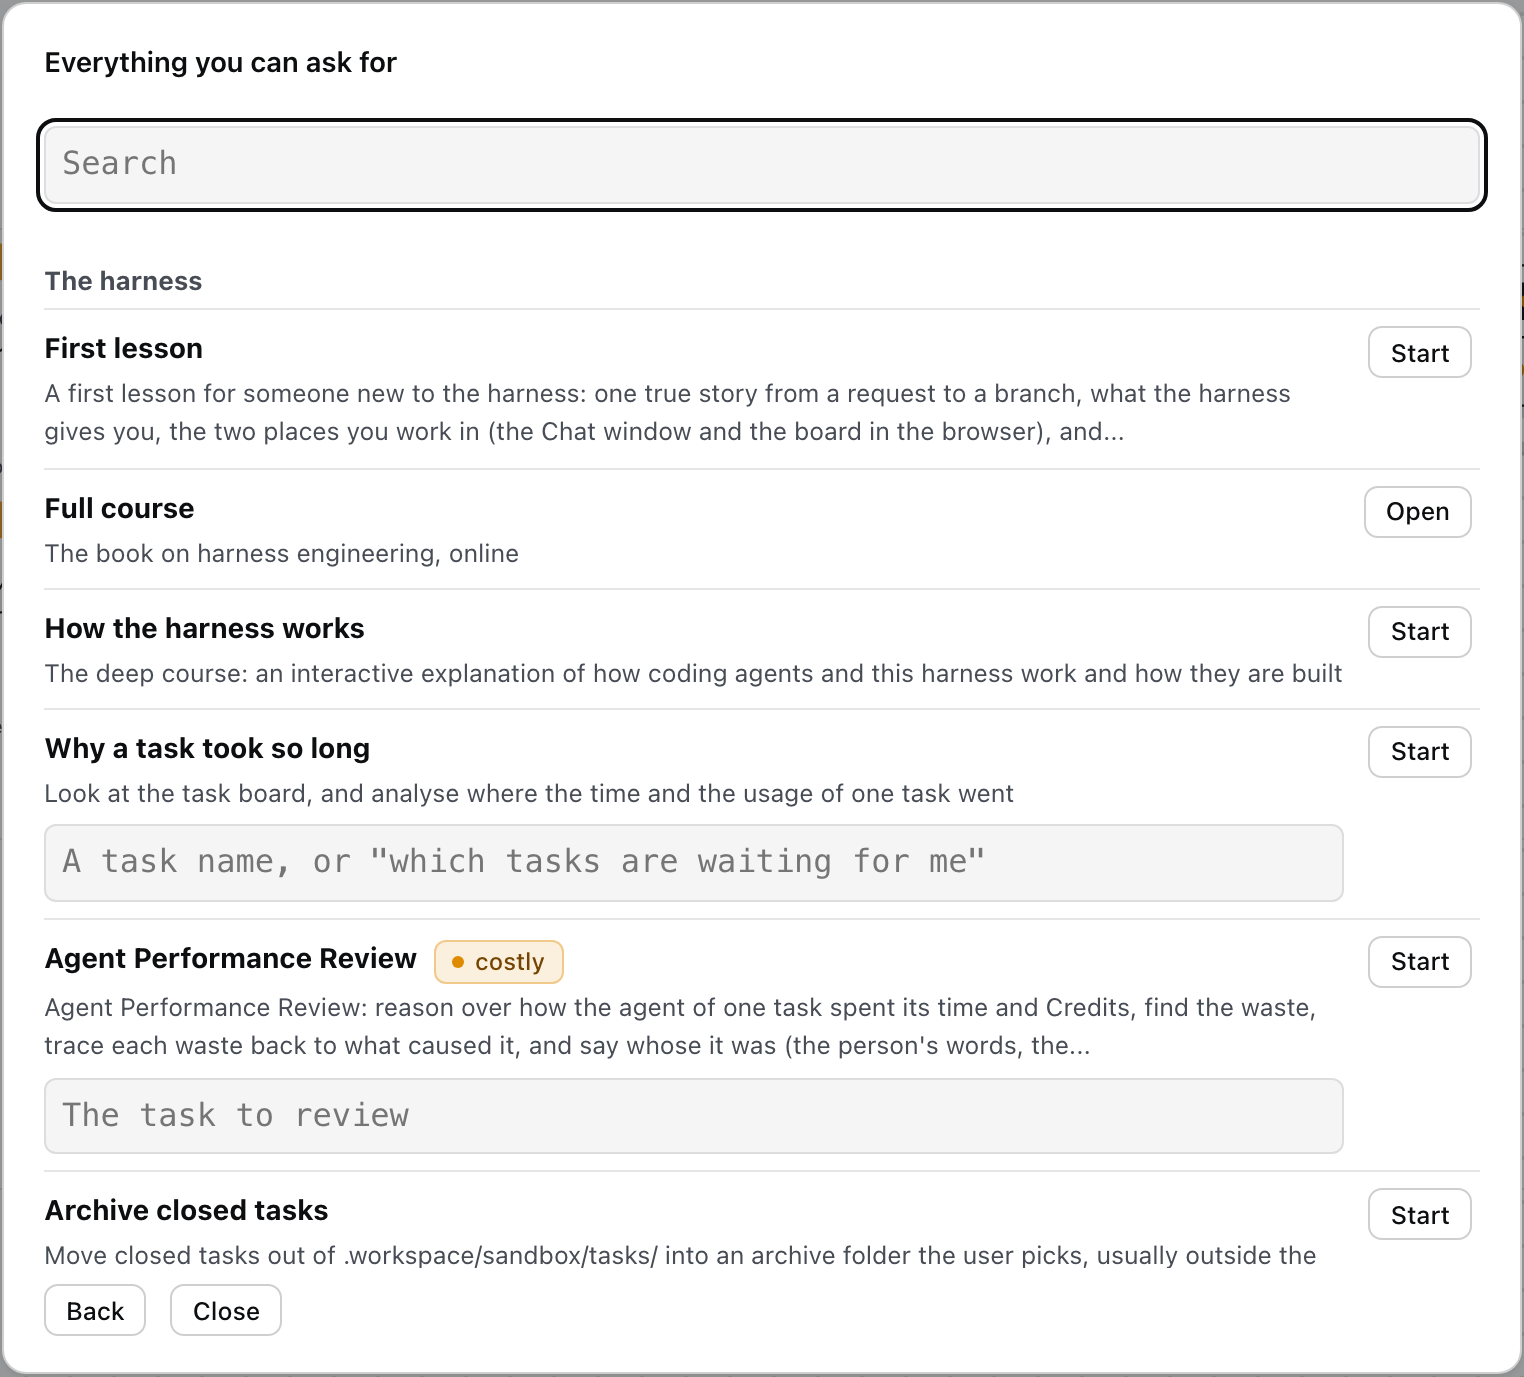 Everything you can ask for
Search
The harness
First lesson
Start
A first lesson for someone new to the harness: one true story from a request to a branch, what the harness
gives you, the two places you work in (the Chat window and the board in the browser), and...
Full course
Open
The book on harness engineering, online
How the harness works
Start
The deep course: an interactive explanation of how coding agents and this harness work and how they are built
Why a task took so long
Start
Look at the task board, and analyse where the time and the usage of one task went
A task name, or "which tasks are waiting for me"
Agent Performance Review
costly
Start
Agent Performance Review: reason over how the agent of one task spent its time and Credits, find the waste,
trace each waste back to what caused it, and say whose it was (the person's words, the...
The task to review
Archive closed tasks
Start
Move closed tasks out of .workspace/sandbox/tasks/ into an archive folder the user picks, usually outside the
Back
Close